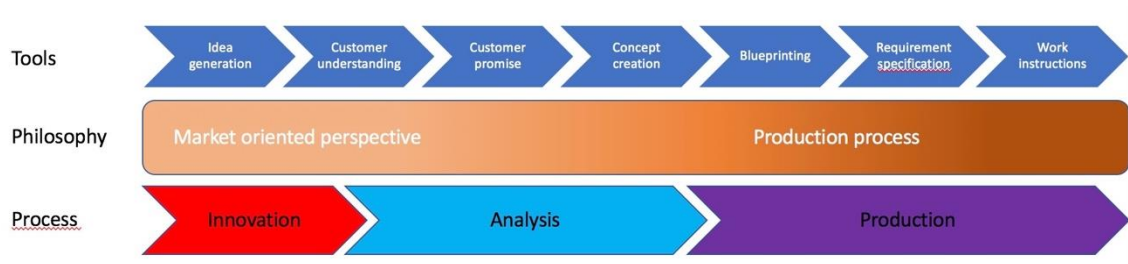 Tools
Idea
generation
Customer
understanding
Customer
promise
Concept
creation
Blueprinting
Requirement
specification
Work
instructions
Philosophy
Market oriented perspective
Production process
Process
Innovation
Analysis
Production